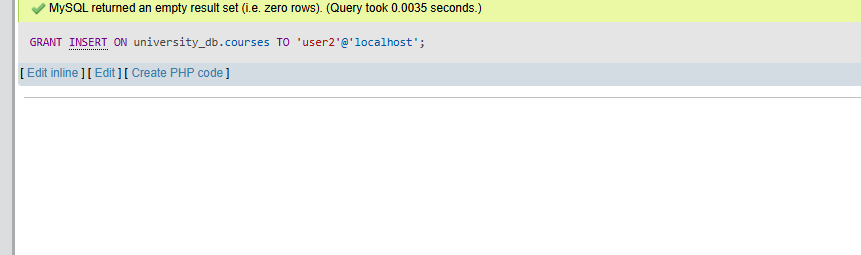 MySQL returned an empty result set (i.e. zero rows). (Query took 0.0035 seconds.)
GRANT INSERT ON university_db.courses TO 'user2'@'localhost';
[ Edit inline ] [ Edit ] [ Create PHP code ]